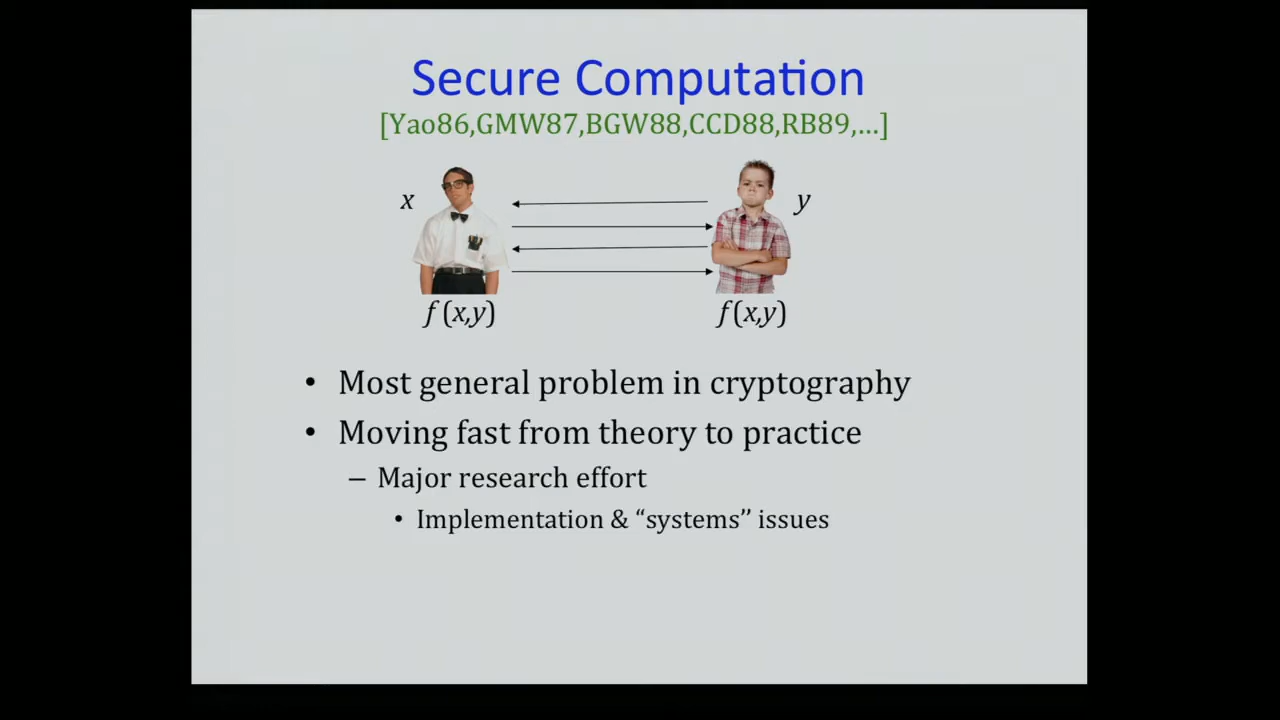 Secure Computation
[Yao86,GMW87,BGW88,CCD88,RB89,...]
x
y
f (x,y)
f (x,y)
• Most general problem in cryptography
• Moving fast from theory to practice
– Major research effort
• Implementation & “systems’’ issues